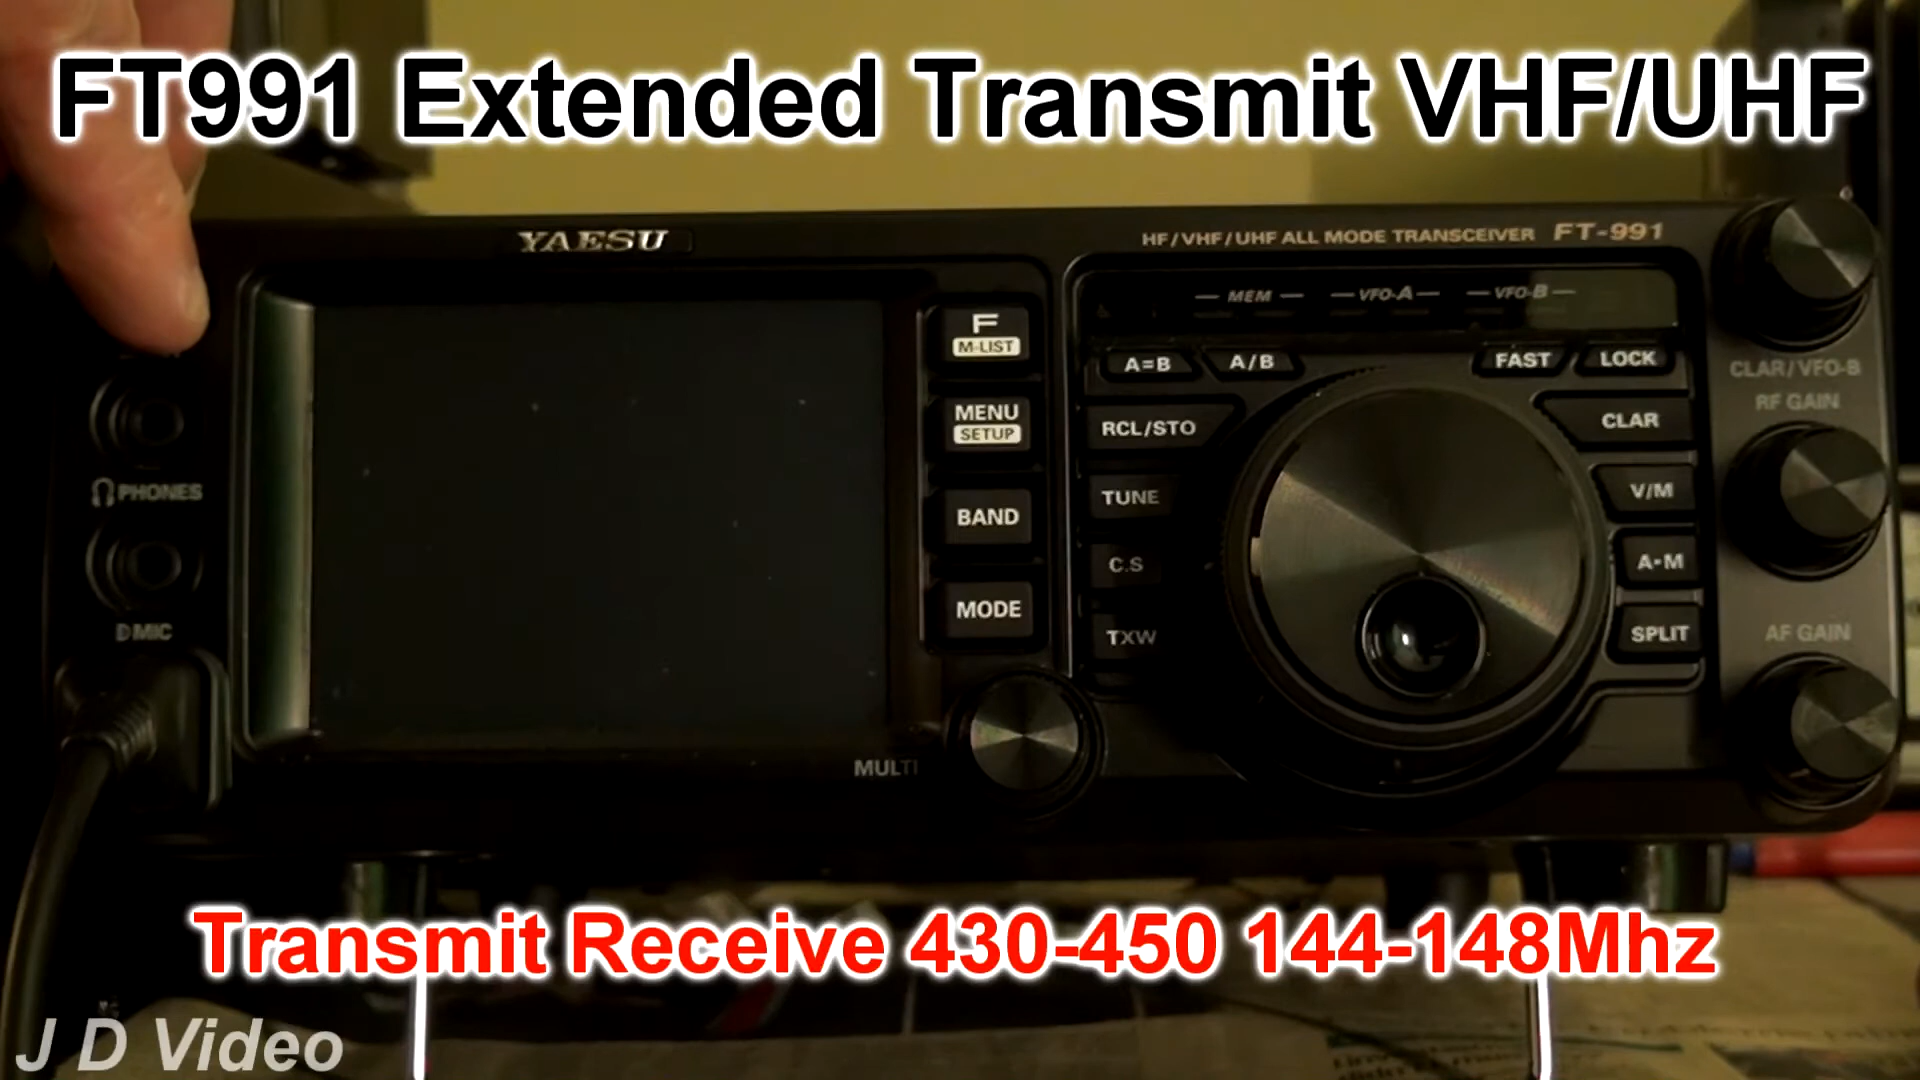 FT991 Extended Transmit VHF/UHF
YAESU
HF/VHF/UHF ALL MODE TRANSCEIVER FT-991
MEM VFO-A VFO-B
F
M-LIST
A=B A/B FAST LOCK
CLAR/VFO-B
RF GAIN
MENU
SETUP
RCL/STO
CLAR
PHONES
TUNE
V/M
BAND
C.S
A▸M
MODE
TXW
SPLIT
AF GAIN
MIC
MULTI
Transmit Receive 430-450 144-148Mhz
J D Video